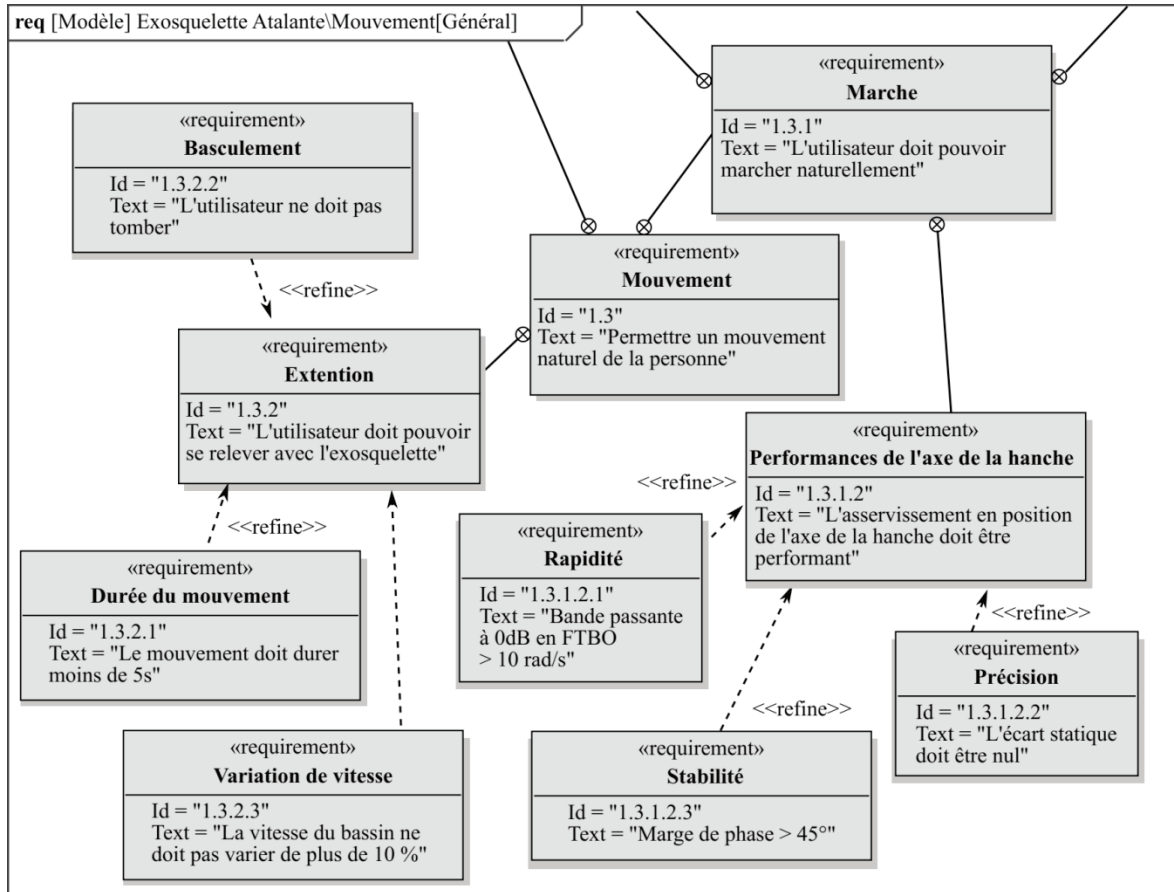 req [Modèle] Exosquelette Atalante\Mouvement[Général]
«requirement»
Marche
Id = "1.3.1"
Text = "L'utilisateur doit pouvoir
marcher naturellement"
«requirement»
Basculement
Id = "1.3.2.2"
Text = "L'utilisateur ne doit pas
tomber"
<<refine>>
«requirement»
Mouvement
Id = "1.3"
Text = "Permettre un mouvement
naturel de la personne"
«requirement»
Extention
Id = "1.3.2"
Text = "L'utilisateur doit pouvoir
se relever avec l'exosquelette"
<<refine>>
«requirement»
Performances de l'axe de la hanche
Id = "1.3.1.2"
Text = "L'asservissement en position
de l'axe de la hanche doit être
performant"
<<refine>>
«requirement»
Rapidité
Id = "1.3.1.2.1"
Text = "Bande passante
à 0dB en FTBO
> 10 rad/s"
«requirement»
Durée du mouvement
Id = "1.3.2.1"
Text = "Le mouvement doit durer
moins de 5s"
<<refine>>
«requirement»
Précision
Id = "1.3.1.2.2"
Text = "L'écart statique
doit être nul"
<<refine>>
«requirement»
Variation de vitesse
Id = "1.3.2.3"
Text = "La vitesse du bassin ne
doit pas varier de plus de 10 %"
«requirement»
Stabilité
Id = "1.3.1.2.3"
Text = "Marge de phase > 45°"